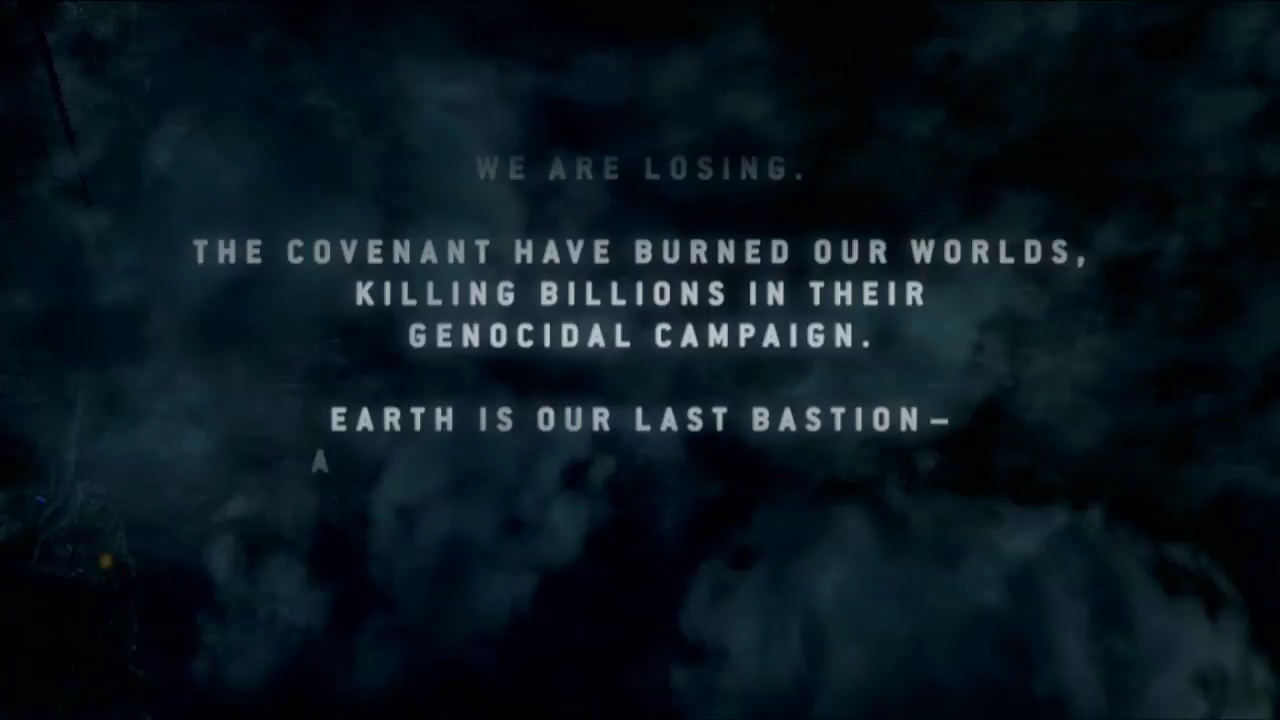 WE ARE LOSING.
THE COVENANT HAVE BURNED OUR WORLDS,
KILLING BILLIONS IN THEIR
GENOCIDAL CAMPAIGN.
EARTH IS OUR LAST BASTION—
A